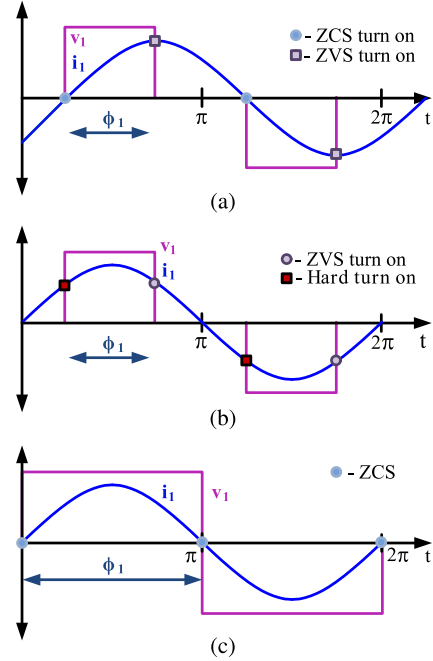 v₁
- ZCS turn on
i₁
- ZVS turn on
ϕ₁
π
2π
t
(a)
v₁
- ZVS turn on
i₁
- Hard turn on
ϕ₁
π
2π
t
(b)
- ZCS
i₁
v₁
ϕ₁
π
2π
t
(c)